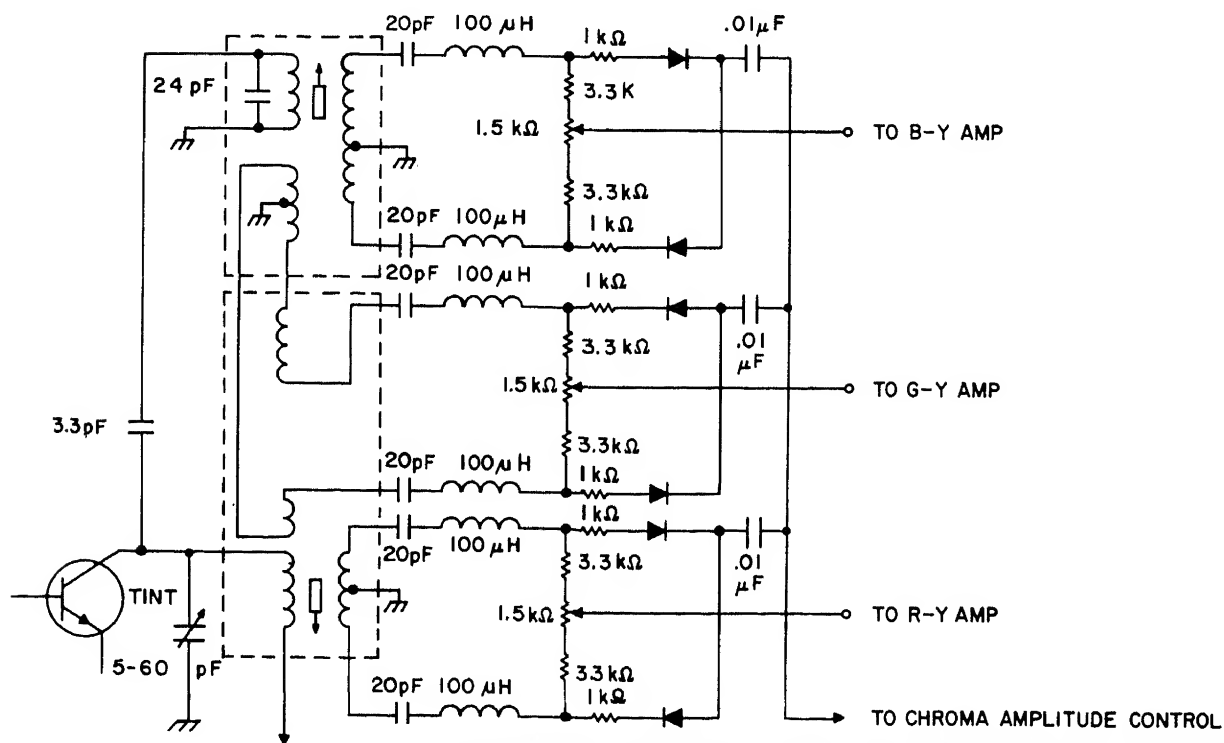 20pF 100 μH 1kΩ .01μF
24 pF
3.3K
1.5 kΩ TO B-Y AMP
3.3kΩ
20pF 100μH 1kΩ
20pF 100μH 1kΩ
3.3kΩ .01
μF
1.5kΩ TO G-Y AMP
3.3pF
3.3kΩ
20pF 100μH 1kΩ
1kΩ
20pF 100μH .01
μF
3.3kΩ
TINT
1.5kΩ TO R-Y AMP
5-60 pF
3.3kΩ
20pF 100μH 1kΩ
TO CHROMA AMPLITUDE CONTROL